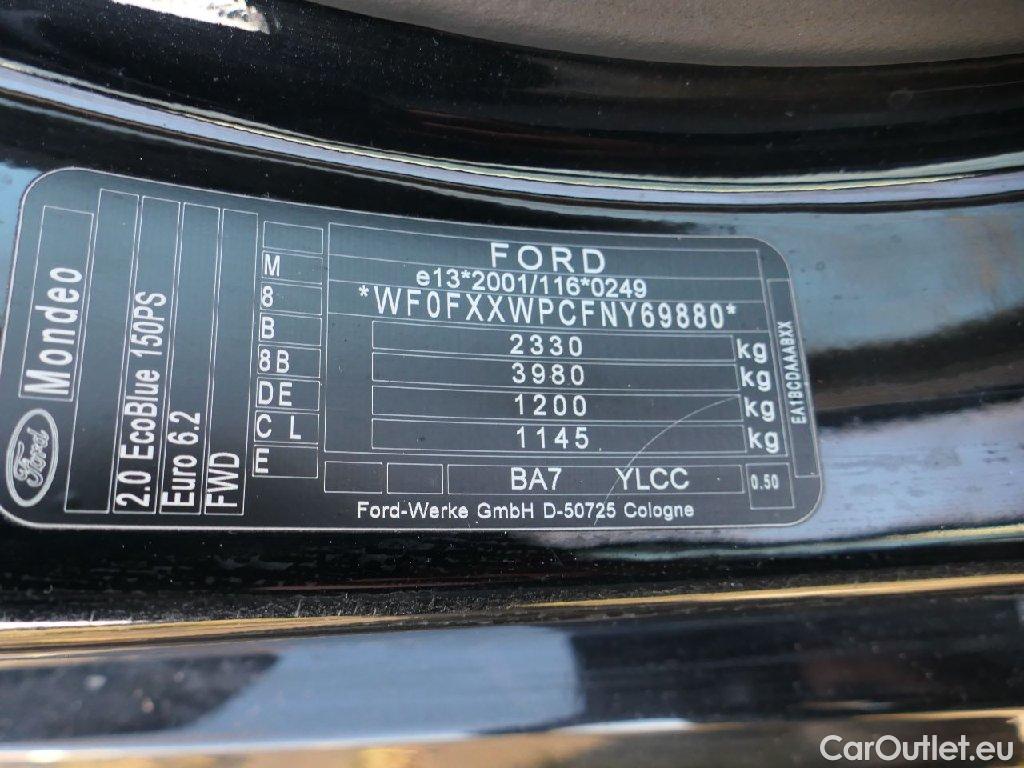 Ford
Mondeo
2.0 EcoBlue 150PS
Euro 6.2
FWD
M
8
B
8B
DE
C L
E
FORD
e13*2001/116*0249
*WF0FXXWPCFNY69880*
2330 kg
3980 kg
1200 kg
1145 kg
BA7 YLCC
0.50
Ford-Werke GmbH D-50725 Cologne
EA1BCDAAABXX
CarOutlet.eu